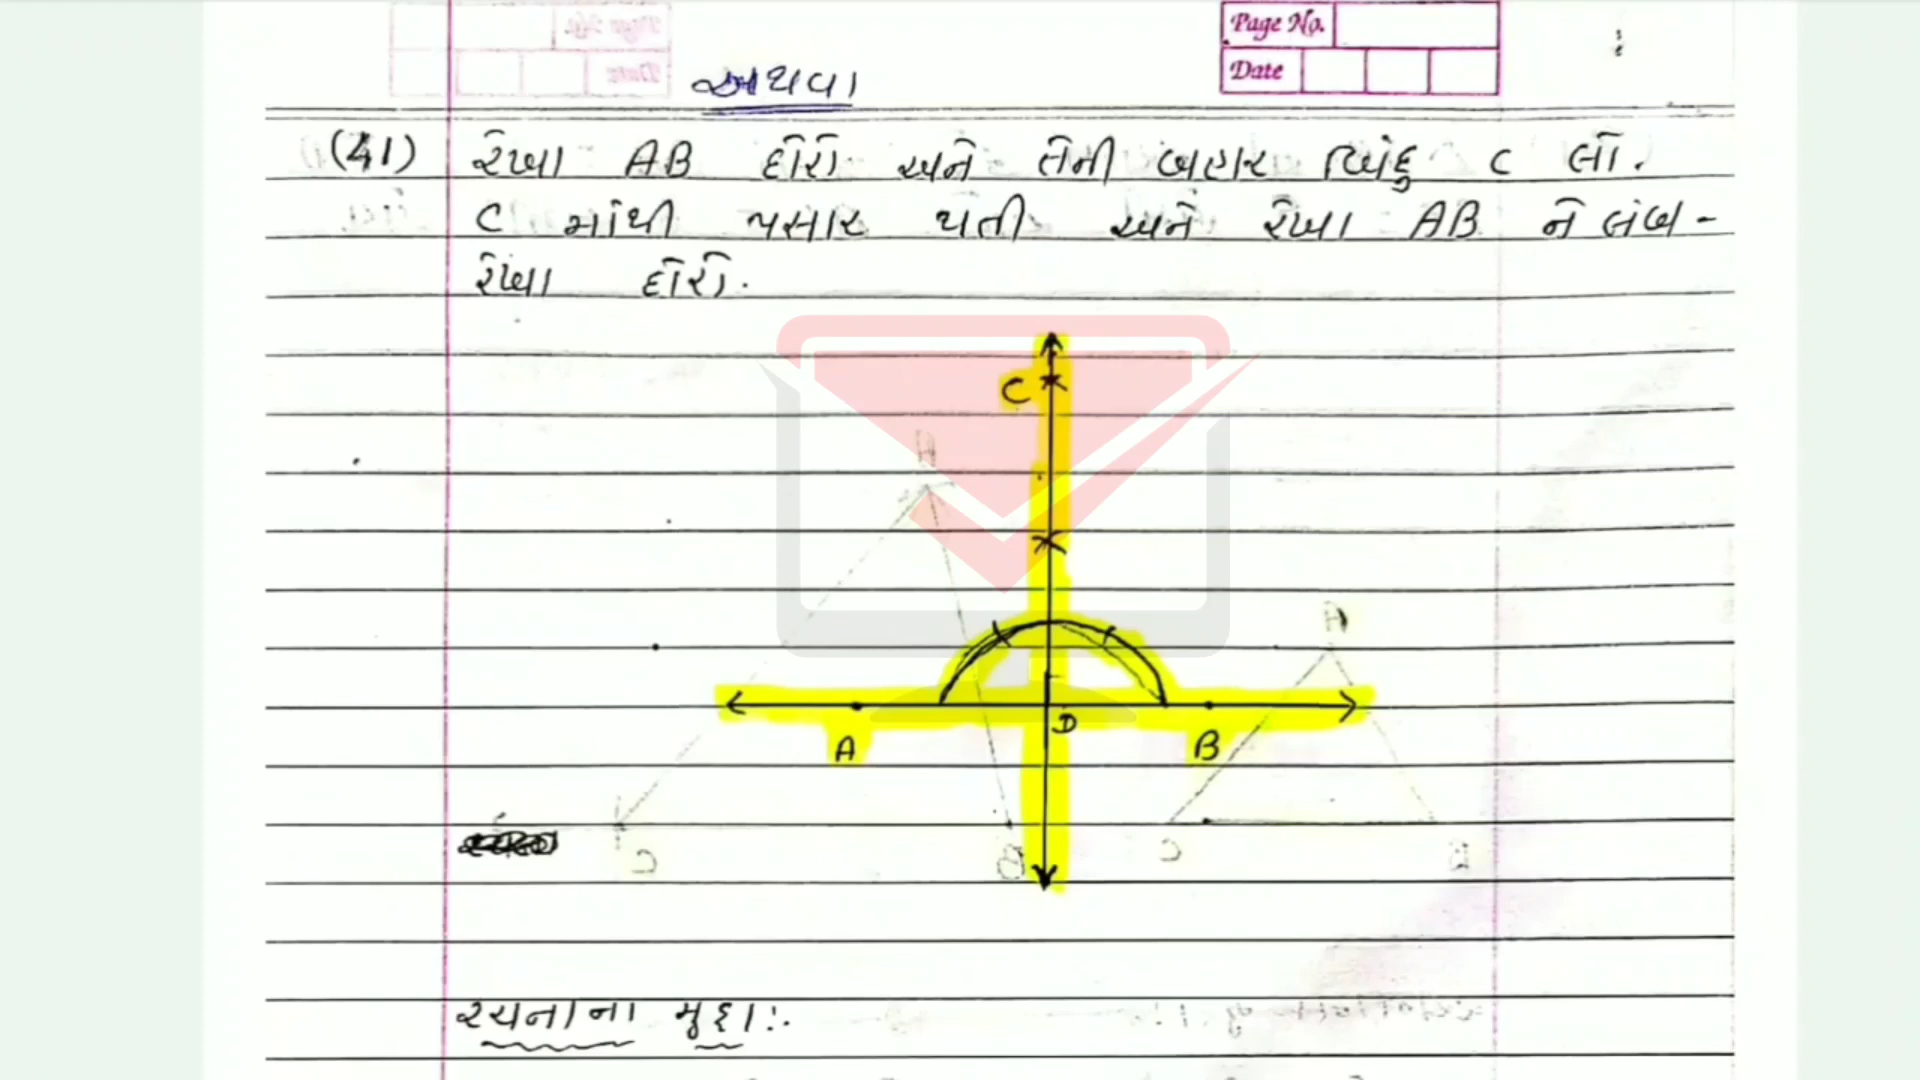 Page No.
Date
અથવા
(41) રેખા AB દોરો અને તેની બહાર બિંદુ C લો.
C માંથી પસાર થતી અને રેખા AB ને લંબ-
રેખા દોરો.
C
D
A B
રચનાના મુદ્દા:.